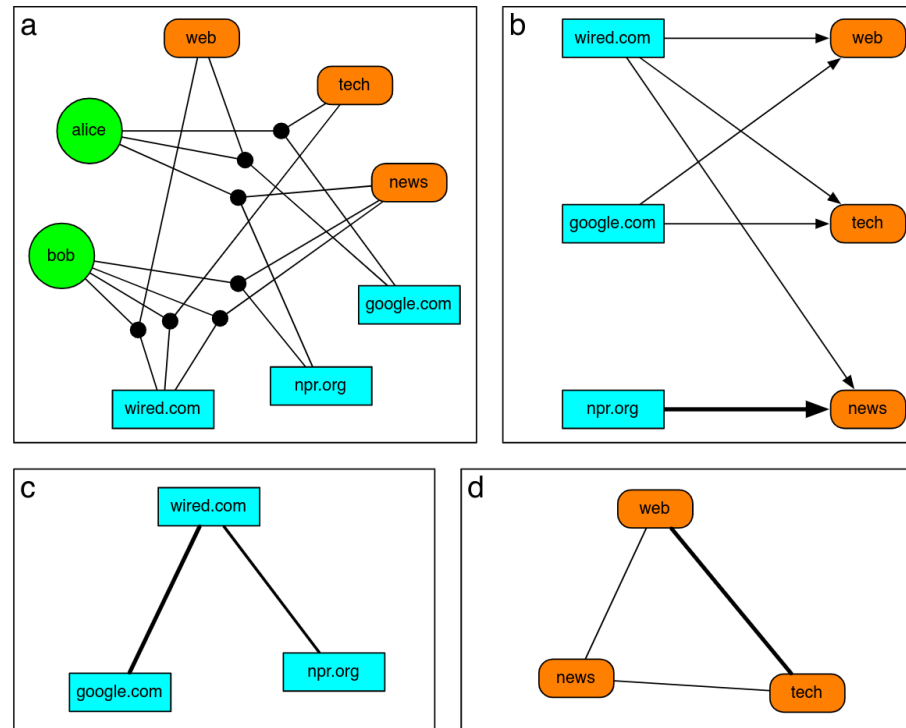 a
web
tech
alice
news
bob
google.com
npr.org
wired.com
b
wired.com
web
google.com
tech
npr.org
news
c
wired.com
google.com
npr.org
d
web
news
tech